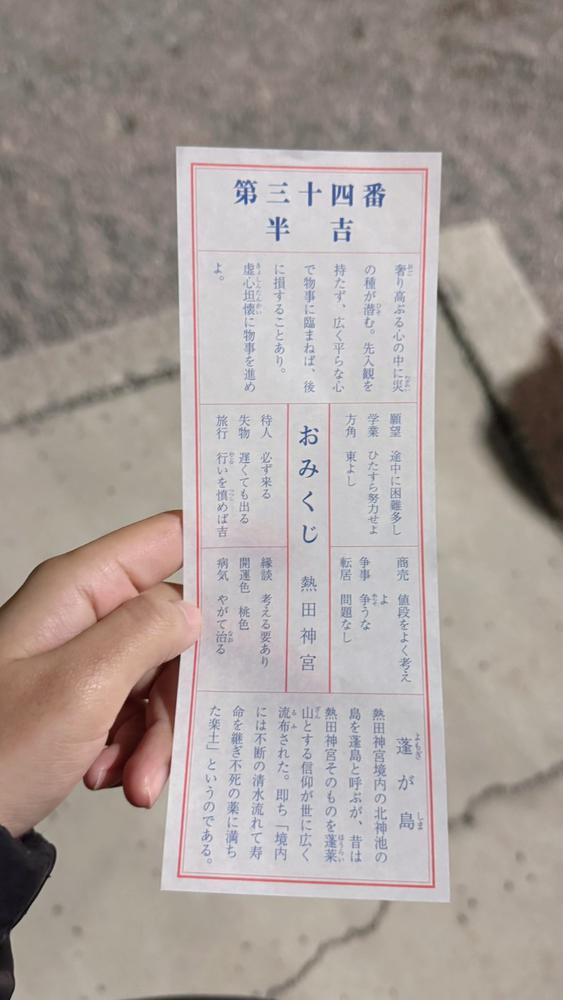 第三十四番
半吉
奢り高ぶる心の中に災
の種が潜む。先入観を
持たず、広く平らな心
で物事に臨まねば、後
に損することあり。
虚心坦懐に物事を進め
よ。
願望 途中に困難多し
学業 ひたすら努力せよ
方角 東よし
商売 値段をよく考え
よ
争事 争うな
転居 問題なし
おみくじ 熱田神宮
待人 必ず来る
失物 遅くても出る
旅行 行いを慎めば吉
縁談 考える要あり
開運色 桃色
病気 やがて治る
蓬が島
熱田神宮境内の北神池の
島を蓬島と呼ぶが、昔は
熱田神宮そのものを蓬莱
山とする信仰が世に広く
流布された。即ち「境内
には不断の清水流れて寿
命を継ぎ不死の薬に満ち
た楽土」というのである。